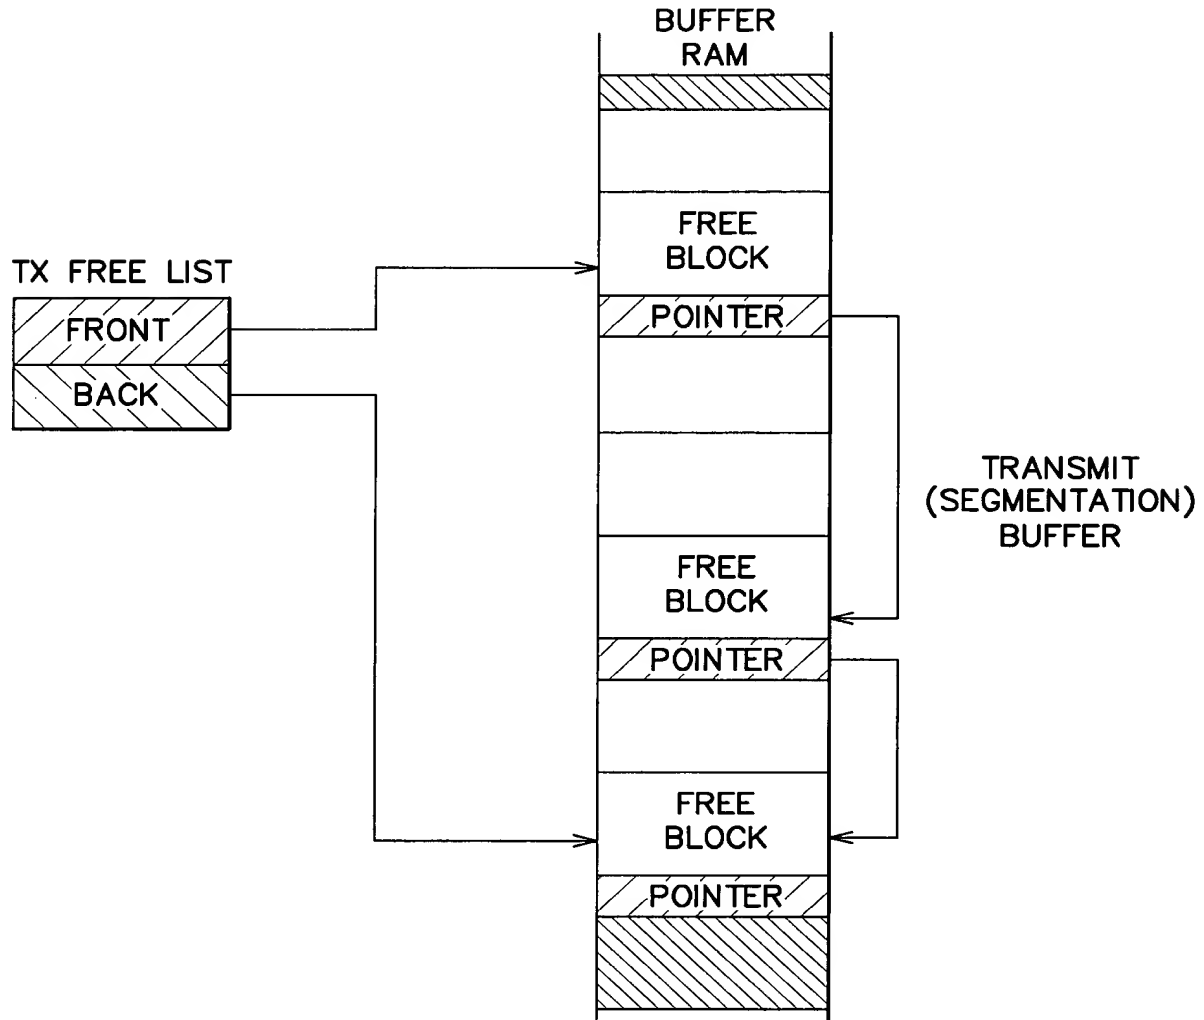 BUFFER
RAM
FREE
BLOCK
TX FREE LIST
FRONT
POINTER
BACK
TRANSMIT
(SEGMENTATION)
BUFFER
FREE
BLOCK
POINTER
FREE
BLOCK
POINTER